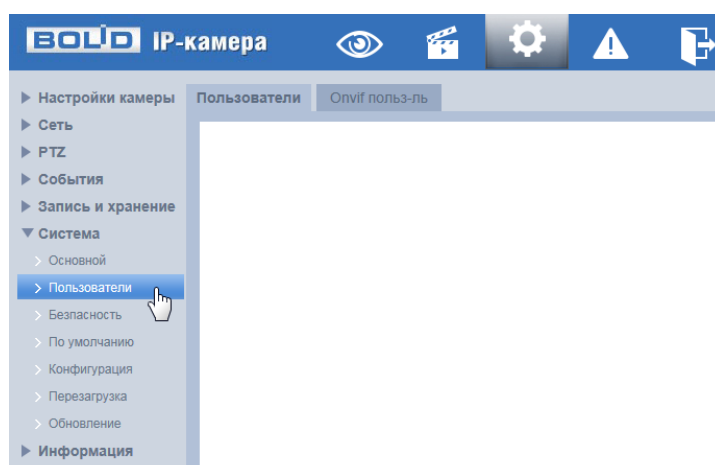 BOLID IP-камера
Настройки камеры
Сеть
PTZ
События
Запись и хранение
Система
Основной
Пользователи
Безпасность
По умолчанию
Конфигурация
Перезагрузка
Обновление
Информация
Пользователи
Onvif польз-ль